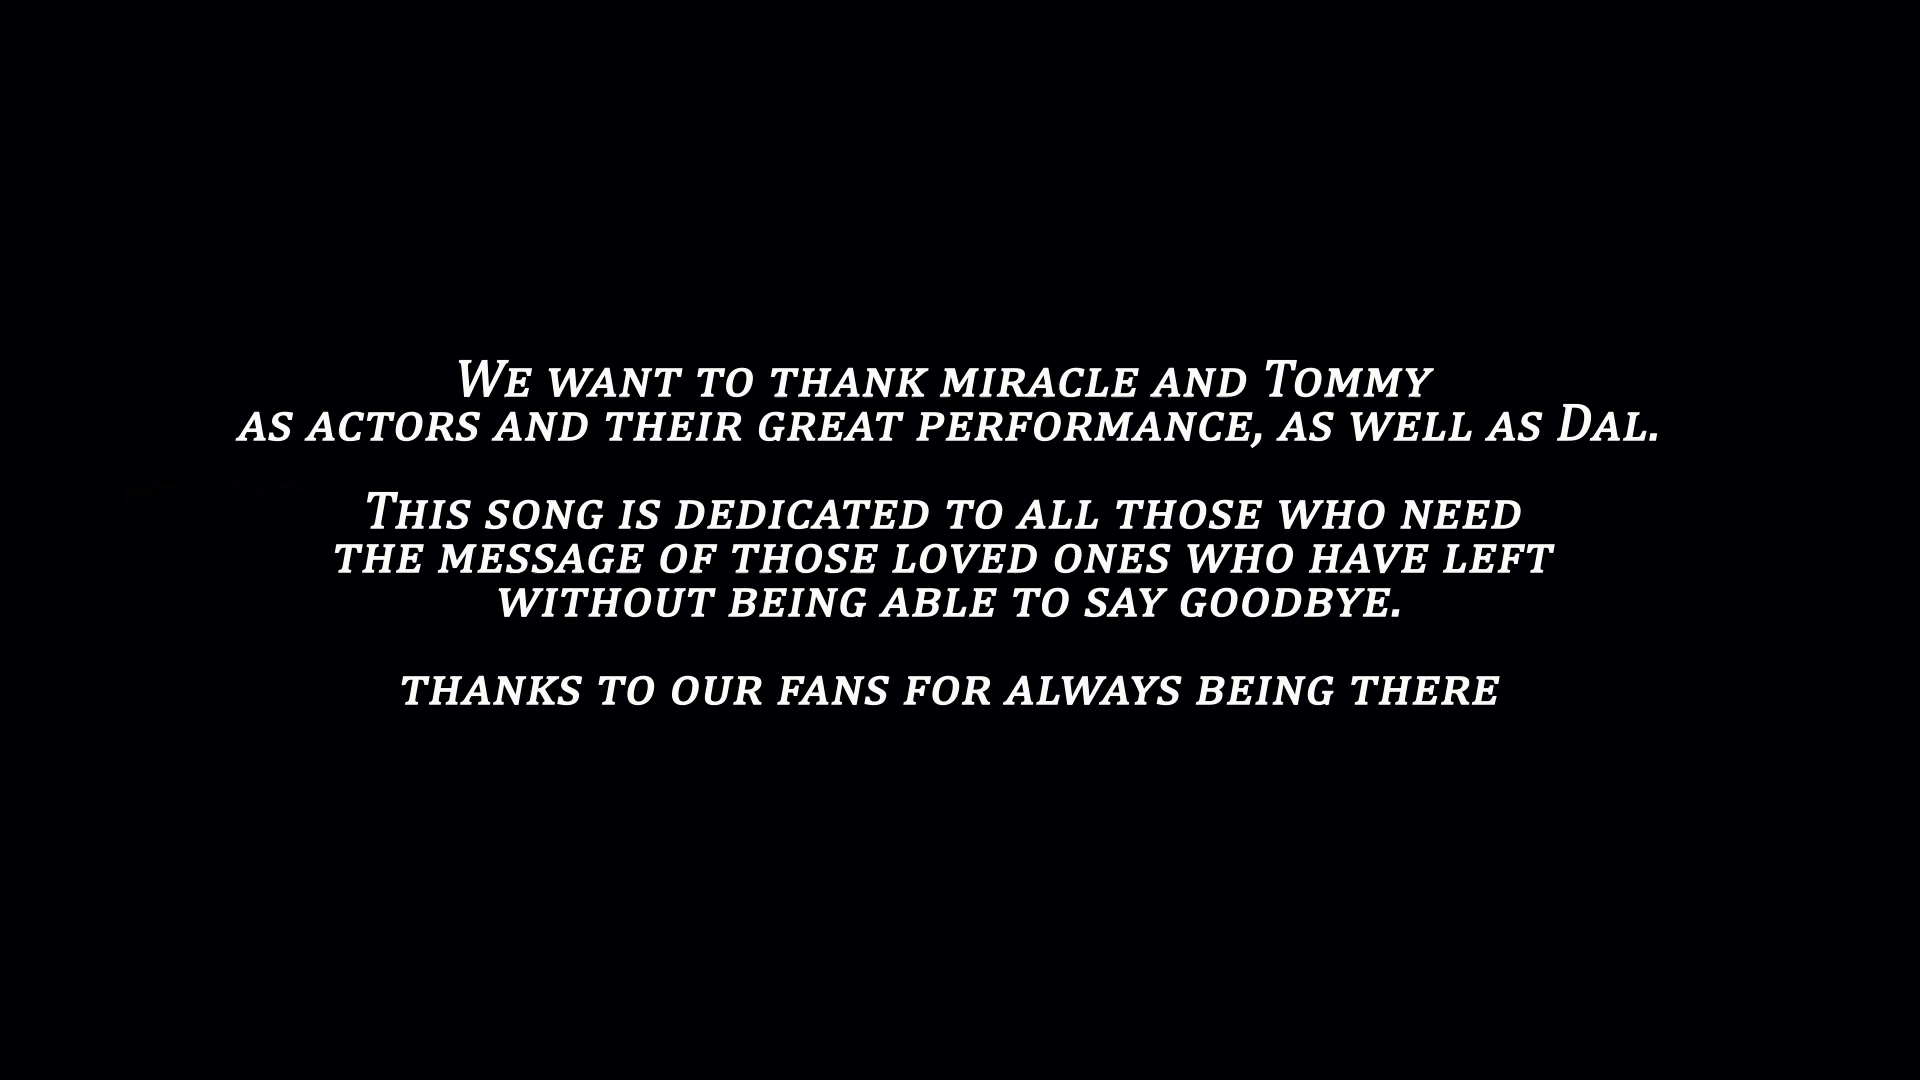 We want to thank miracle and Tommy
as actors and their great performance, as well as Dal.
This song is dedicated to all those who need
the message of those loved ones who have left
without being able to say goodbye.
thanks to our fans for always being there